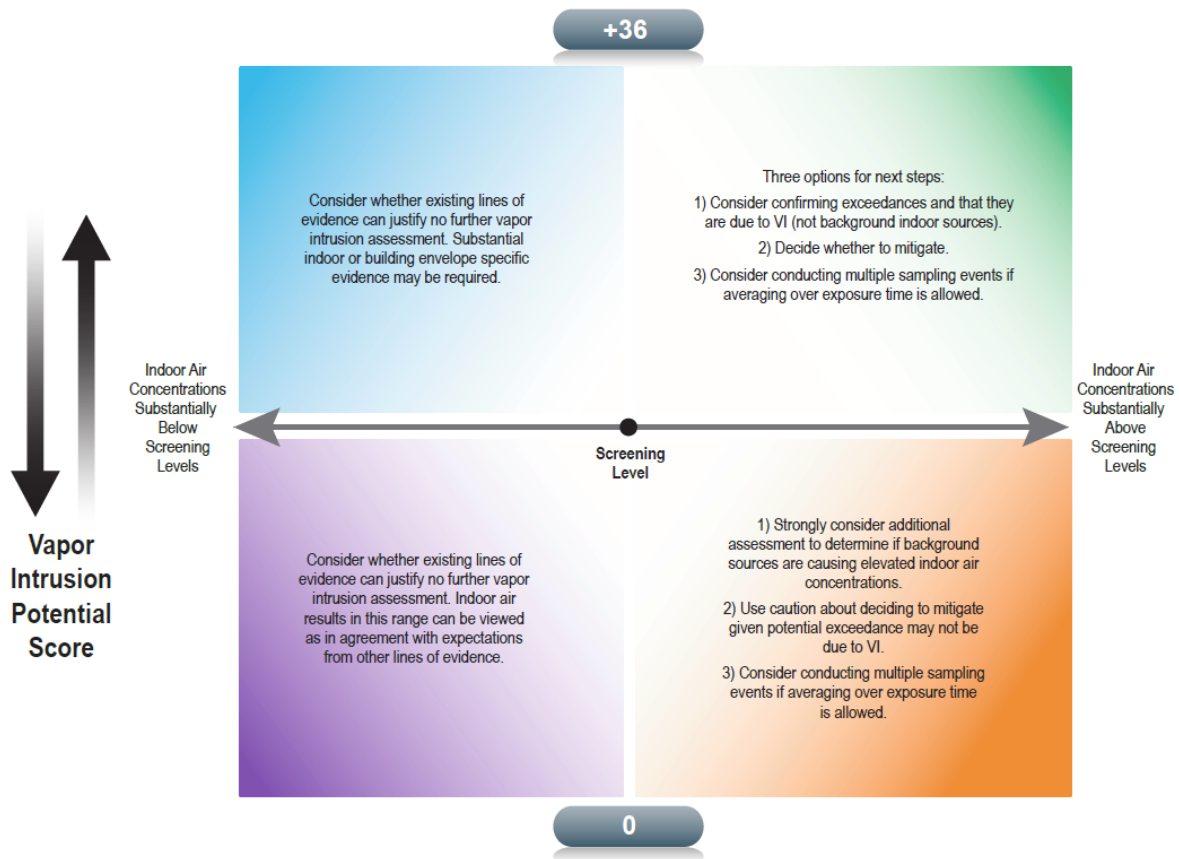 +36
Consider whether existing lines of
evidence can justify no further vapor
intrusion assessment. Substantial
indoor or building envelope specific
evidence may be required.
Three options for next steps:
1) Consider confirming exceedances and that they
are due to VI (not background indoor sources).
2) Decide whether to mitigate.
3) Consider conducting multiple sampling events if
averaging over exposure time is allowed.
Indoor Air
Concentrations
Substantially
Below
Screening
Levels
Screening
Level
Indoor Air
Concentrations
Substantially
Above
Screening
Levels
Vapor
Intrusion
Potential
Score
Consider whether existing lines of
evidence can justify no further vapor
intrusion assessment. Indoor air
results in this range can be viewed
as in agreement with expectations
from other lines of evidence.
1) Strongly consider additional
assessment to determine if background
sources are causing elevated indoor air
concentrations.
2) Use caution about deciding to mitigate
given potential exceedance may not be
due to VI.
3) Consider conducting multiple sampling
events if averaging over exposure time
is allowed.
0